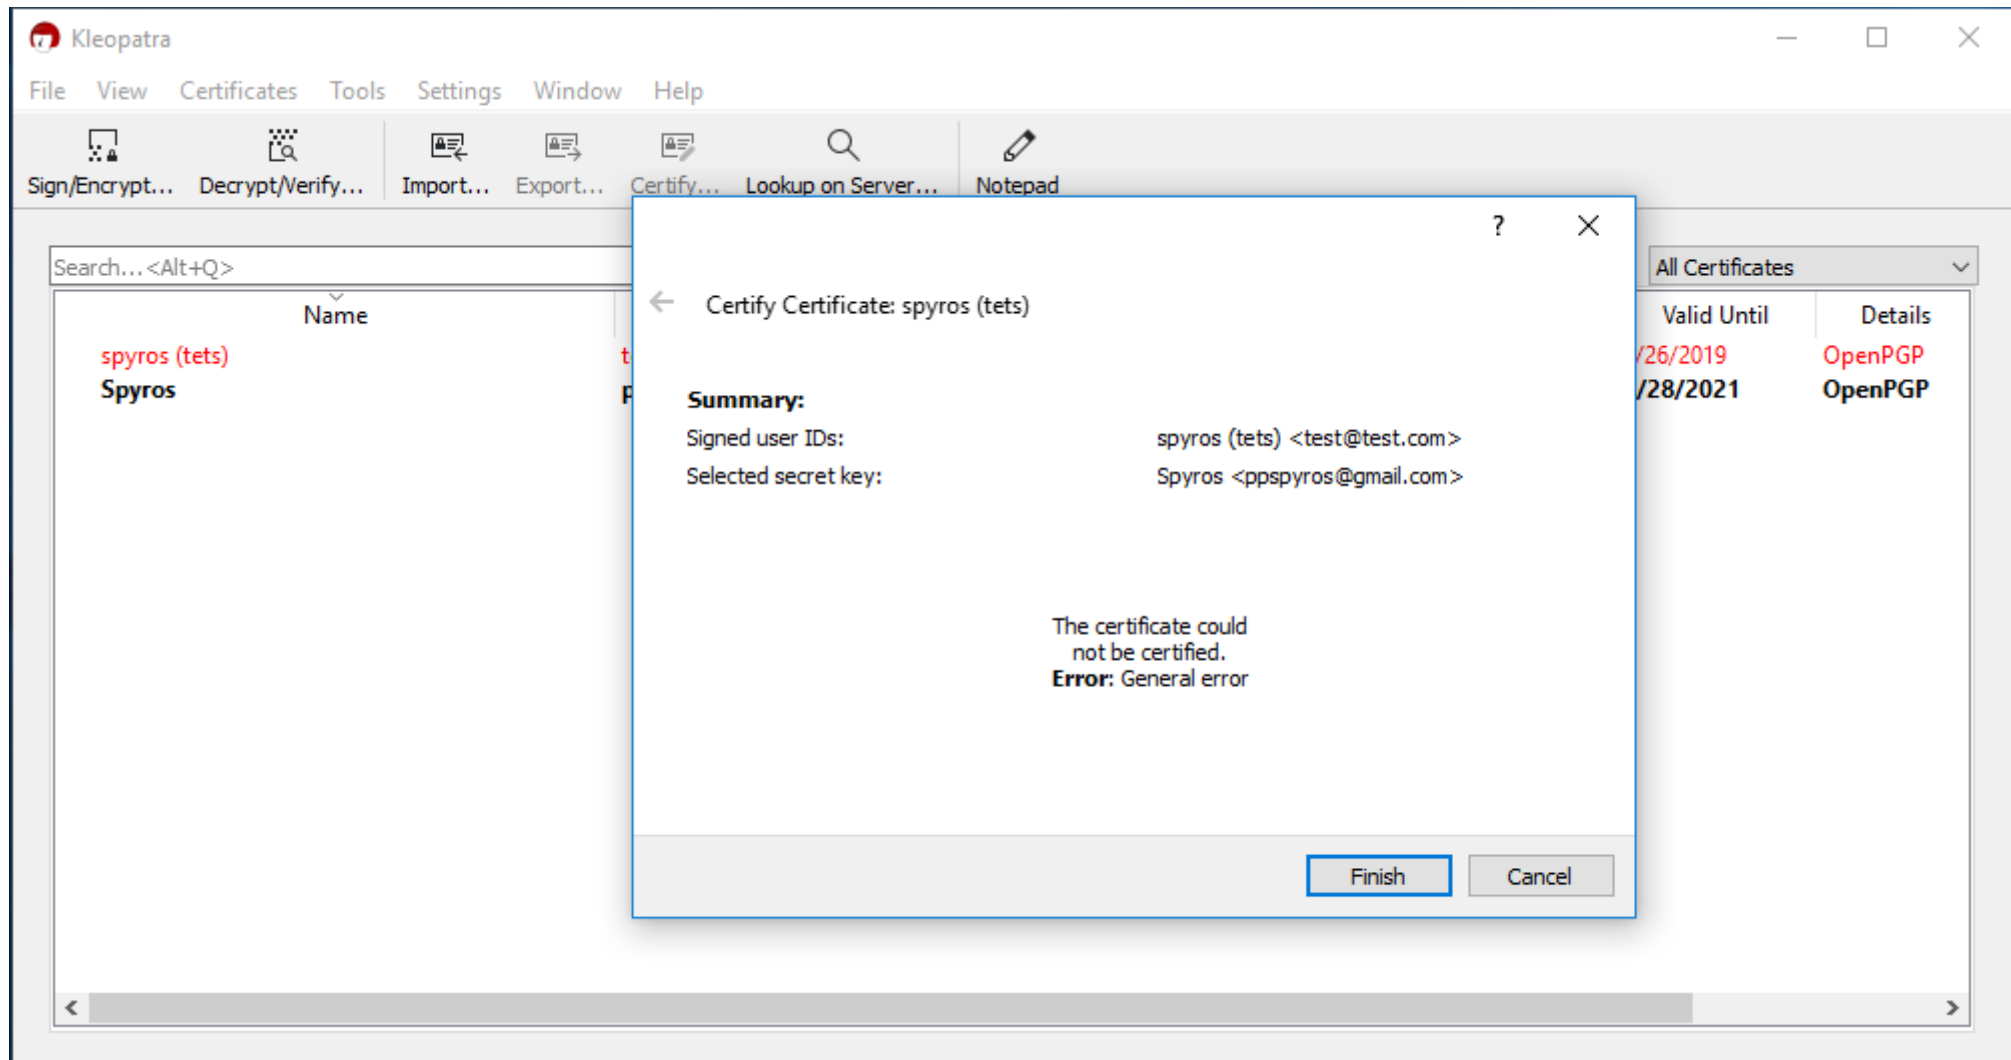 Kleopatra
File View Certificates Tools Settings Window Help
Sign/Encrypt... Decrypt/Verify... Import... Export... Certify... Lookup on Server... Notepad
?
Search...<Alt+Q>
All Certificates
Name
Valid Until
Details
spyros (tets)
t
/26/2019
OpenPGP
Spyros
p
/28/2021
OpenPGP
Certify Certificate: spyros (tets)
Summary:
Signed user IDs: spyros (tets) <test@test.com>
Selected secret key: Spyros <ppspyros@gmail.com>
The certificate could
not be certified.
Error: General error
Finish
Cancel